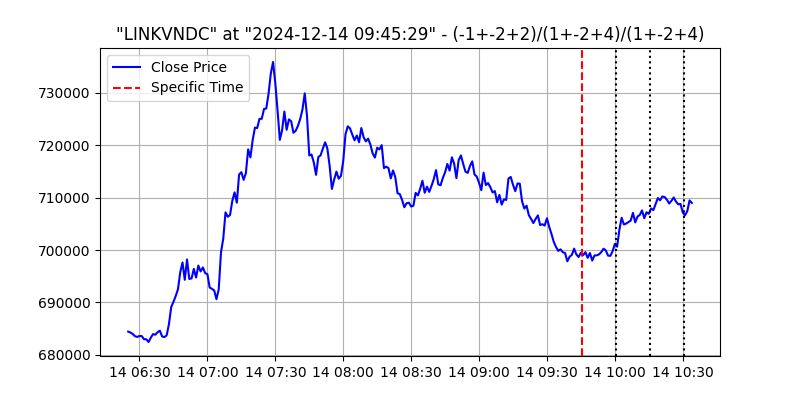 "LINKVNDC" at "2024-12-14 09:45:29" - (-1+-2+2)/(1+-2+4)/(1+-2+4)
Close Price
Specific Time
730000
720000
710000
700000
690000
680000
14 06:30 14 07:00 14 07:30 14 08:00 14 08:30 14 09:00 14 09:30 14 10:00 14 10:30